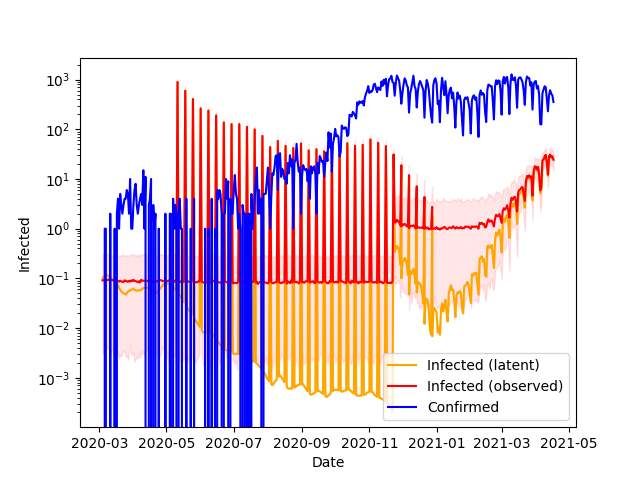 10³
10²
10¹
10⁰
10⁻¹
10⁻²
10⁻³
Infected
Infected (latent)
Infected (observed)
Confirmed
2020-03 2020-05 2020-07 2020-09 2020-11 2021-01 2021-03 2021-05
Date